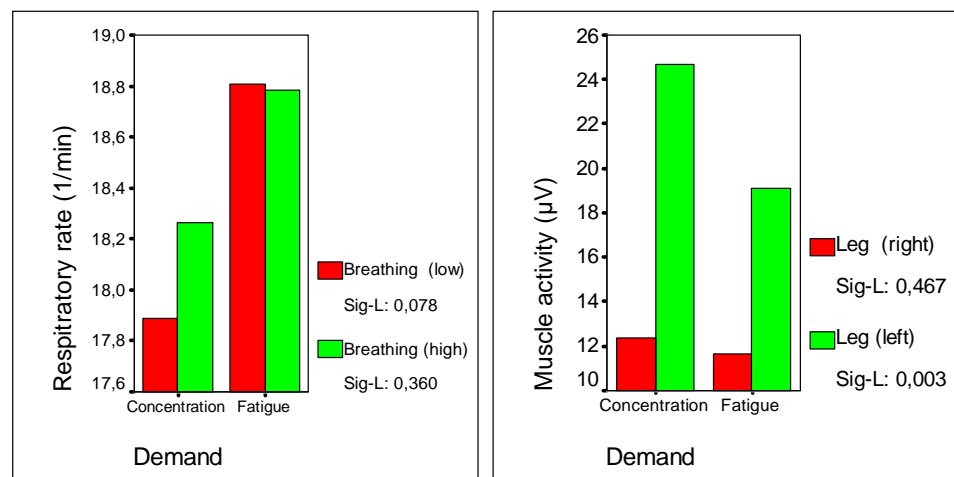 19,0
18,8
18,6
18,4
18,2
18,0
17,8
17,6
Respitratory rate (1/min)
Concentration Fatigue
Demand
Breathing (low)
Sig-L: 0,078
Breathing (high)
Sig-L: 0,360
26
24
22
20
19
18
16
14
12
10
Muscle activity (µV)
Concentration Fatigue
Demand
Leg (right)
Sig-L: 0,467
Leg (left)
Sig-L: 0,003